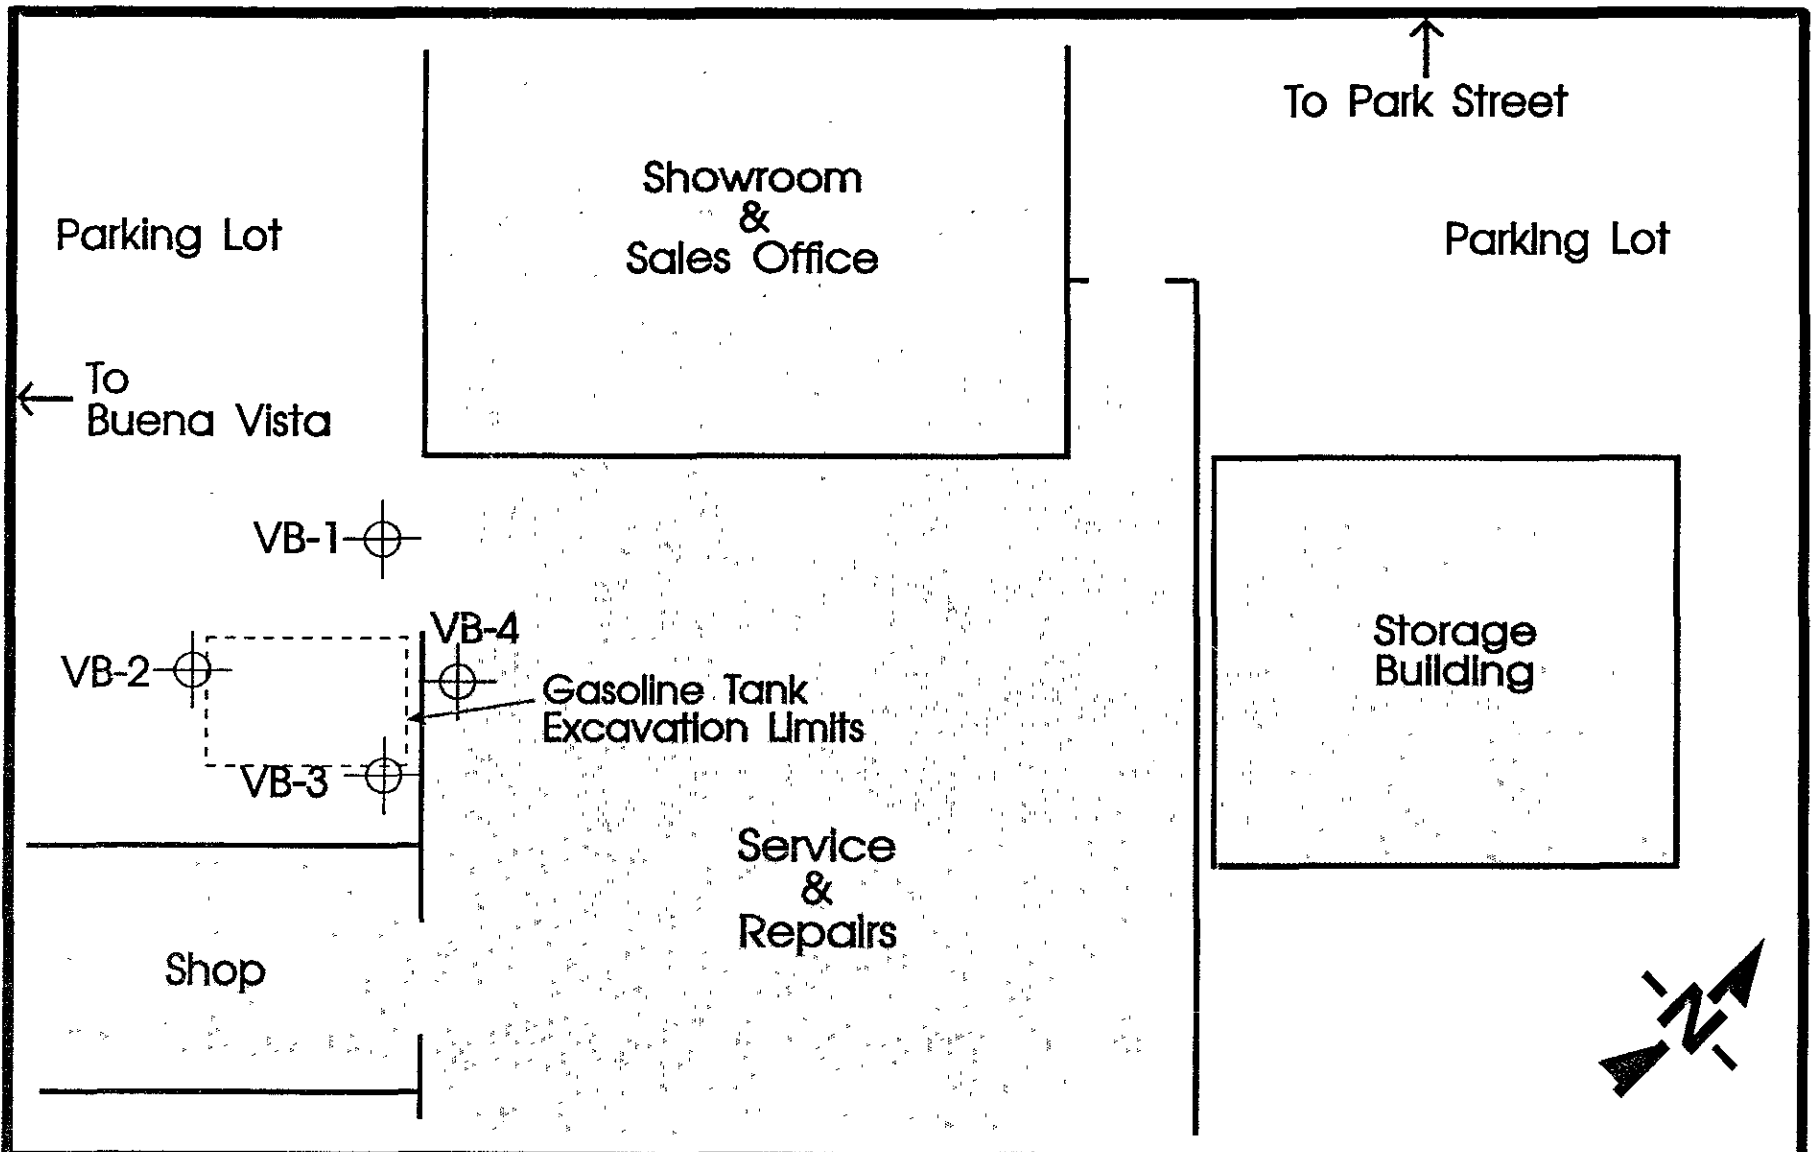 To Park Street
Showroom
&
Sales Office
Parking Lot
Parking Lot
To
Buena Vista
VB-1
VB-4
VB-2
Gasoline Tank
Excavation Limits
VB-3
Storage
Building
Service
&
Repairs
Shop
N